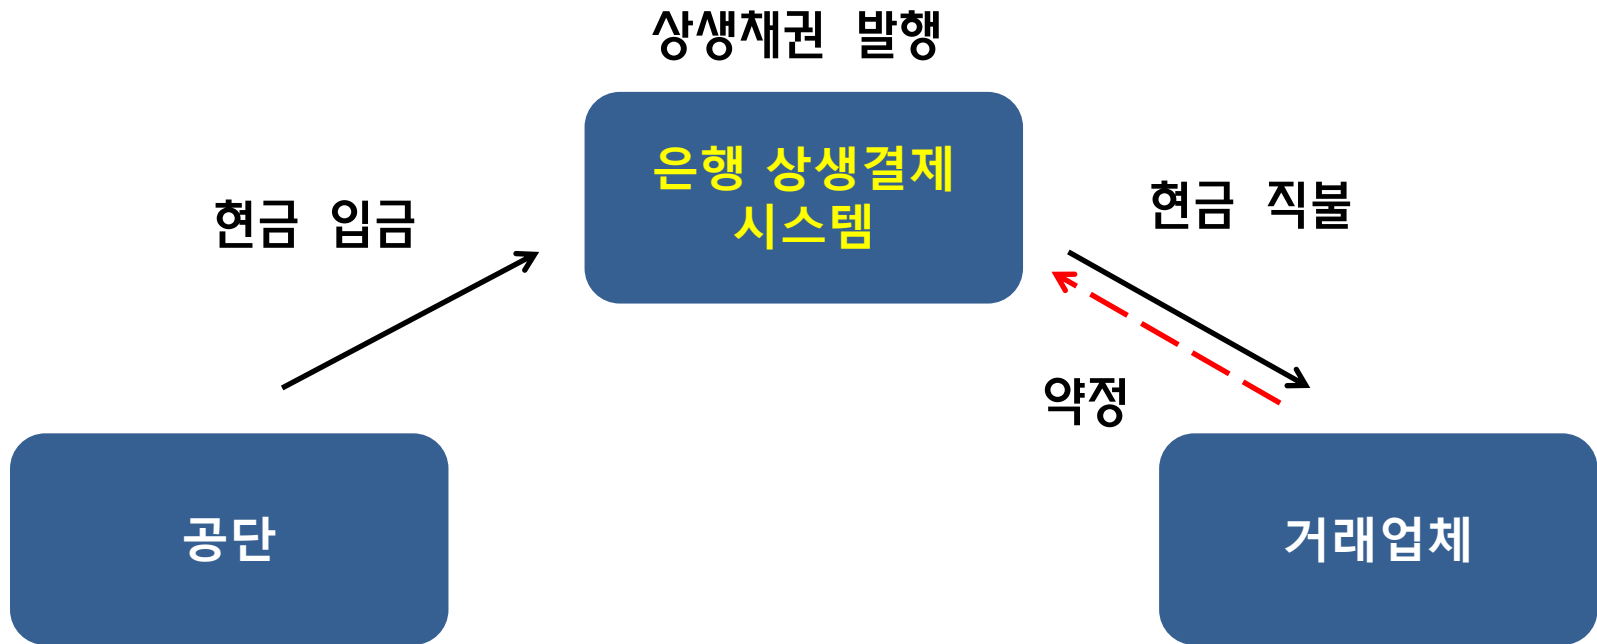 상생채권 발행
은행 상생결제
시스템
현금 입금
현금 직불
약정
공단
거래업체